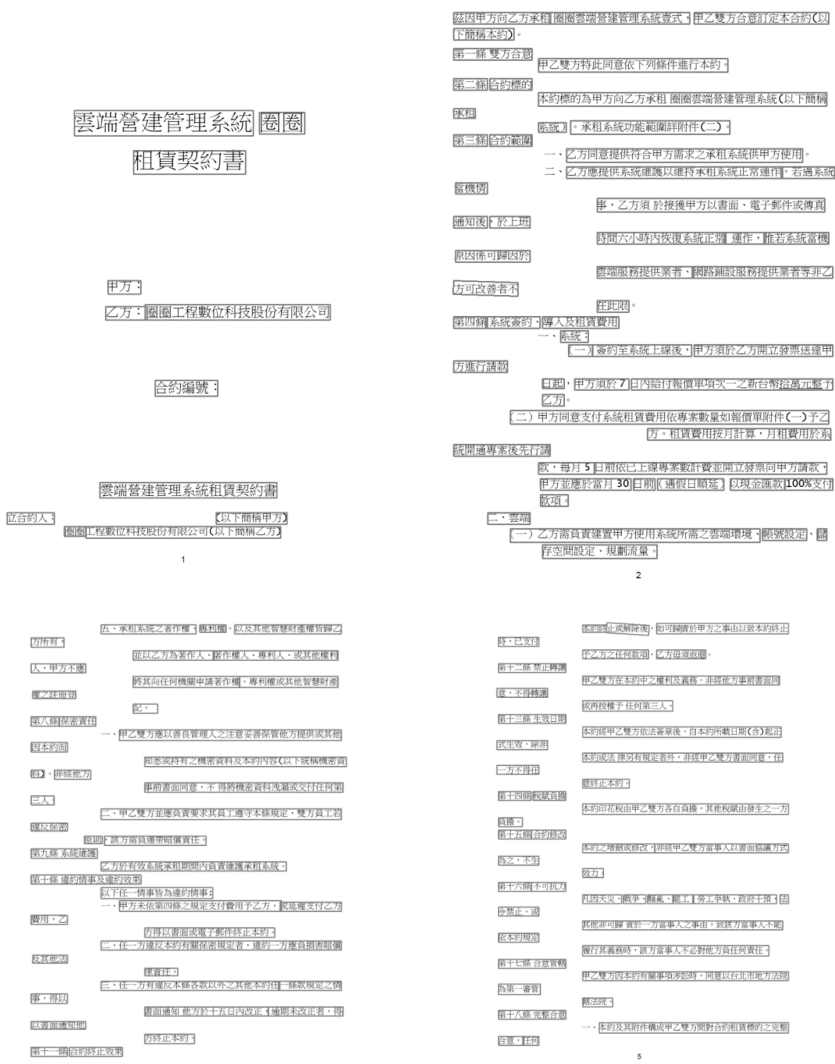 雲端營建管理系統 圈圈
租賃契約書
甲方：
乙方：圈圈工程數位科技股份有限公司
合約編號：
雲端營建管理系統租賃契約書
立合約人： (以下簡稱甲方)
圈圈工程數位科技股份有限公司(以下簡稱乙方)
1
茲因甲方向乙方承租 圈圈雲端營建管理系統壹式，甲乙雙方合意訂定本合約(以
下簡稱本約)。
第一條 雙方合意
甲乙雙方特此同意依下列條件進行本約。
第二條 合約標的
本約標的為甲方向乙方承租 圈圈雲端營建管理系統(以下簡稱
承租
系統)。承租系統功能範圍詳附件(二)。
第三條 合約範圍
一、乙方同意提供符合甲方需求之承租系統供甲方使用。
二、乙方應提供系統維護以維持承租系統正常運作。若遇系統
當機情
事，乙方須 於接獲甲方以書面、電子郵件或傳真
通知後，於上班
時間六小時內恢復系統正常 運作，惟若系統當機
原因係可歸因於
雲端服務提供業者、網路鋪設服務提供業者等非乙
方可改善者不
在此限。
第四條 系統簽約、導入及租賃費用
一、系統：
(一) 簽約至系統上線後，甲方須於乙方開立發票送達甲
方進行請款
日起，甲方須於 7 日內給付報價單項次一之新台幣拾萬元整予
乙方。
(二) 甲方同意支付系統租賃費用依專案數量如報價單附件(一)予乙
方。租賃費用按月計算，月租費用於系
統開通專案後先行請
款，每月 5 日前依已上線專案數計費並開立發票向甲方請款，
甲方並應於當月 30 日前(遇假日順延) 以現金匯款100%支付
款項。
二、雲端
(一) 乙方需負責建置甲方使用系統所需之雲端環境、帳號設定、儲
存空間設定、規劃流量。
2
五、承租系統之著作權、專利權、以及其他智慧財產權皆歸乙
方所有，
並以乙方為著作人、著作權人、專利人、或其他權利
人，甲方不應
將其向任何機關申請著作權、專利權或其他智慧財產
權之註冊登
記。
第八條 保密責任
一、甲乙雙方應以善良管理人之注意妥善保管他方提供或其他
因本約而
知悉或持有之機密資料及本約內容(以下統稱機密資
料)。非經他方
事前書面同意，不 得將機密資料洩漏或交付任何第
三人。
二、甲乙雙方並應負責要求其員工遵守本條規定，雙方員工若
違反保密
原則，該方需負連帶賠償責任。
第九條 系統維護
乙方於有效系統承租期間內負責維護承租系統。
第十條 違約情事及違約效果
以下任一情事皆為違約情事：
一、甲方未依第四條之規定支付費用予乙方，或遲延支付乙方
費用，乙
方得以書面或電子郵件終止本約。
二、任一方違反本約有關保密規定者，違約一方應負損害賠償
及其他法
律責任。
三、任一方有違反本條各款以外之其他本約任一條款規定之情
事，得以
書面通知 他方於十五日內改正，逾期未改正者，得
以書面通知他
方終止本約。
第十一條 合約終止效果
本約終止或解除後，如可歸責於甲方之事由以致本約終止
時，已支付
予乙方之任何款項，乙方毋須返還。
第十二條 禁止轉讓
甲乙雙方在本約中之權利及義務，非經他方事前書面同
意，不得轉讓
或再授權予 任何第三人。
第十三條 生效日期
本約經甲乙雙方依法簽章後，自本約所載日期(含)起正
式生效，除非
本約或法 律另有規定者外，非經甲乙雙方書面同意，任
一方不得任
意終止本約。
第十四條 稅賦負擔
本約印花稅由甲乙雙方各自負擔，其他稅賦由發生之一方
負擔。
第十五條 合約修改
本約之增刪或修改，非經甲乙雙方當事人以書面協議方式
為之，不生
效力。
第十六條 不可抗力
凡因天災、戰爭、騷亂、罷工、勞工爭執、政府干預、法
令禁止，或
其他非可歸 責於一方當事人之事由，致該方當事人不能
依本約規定
履行其義務時，該方當事人不必對他方負任何責任。
第十七條 合意管轄
甲乙雙方因本約有關事項涉訟時，同意以台北市地方法院
為第一審管
轄法院。
第十八條 完整合意
一、本約及其附件構成甲乙雙方間對合約租賃標的之完整
合意，任何
5